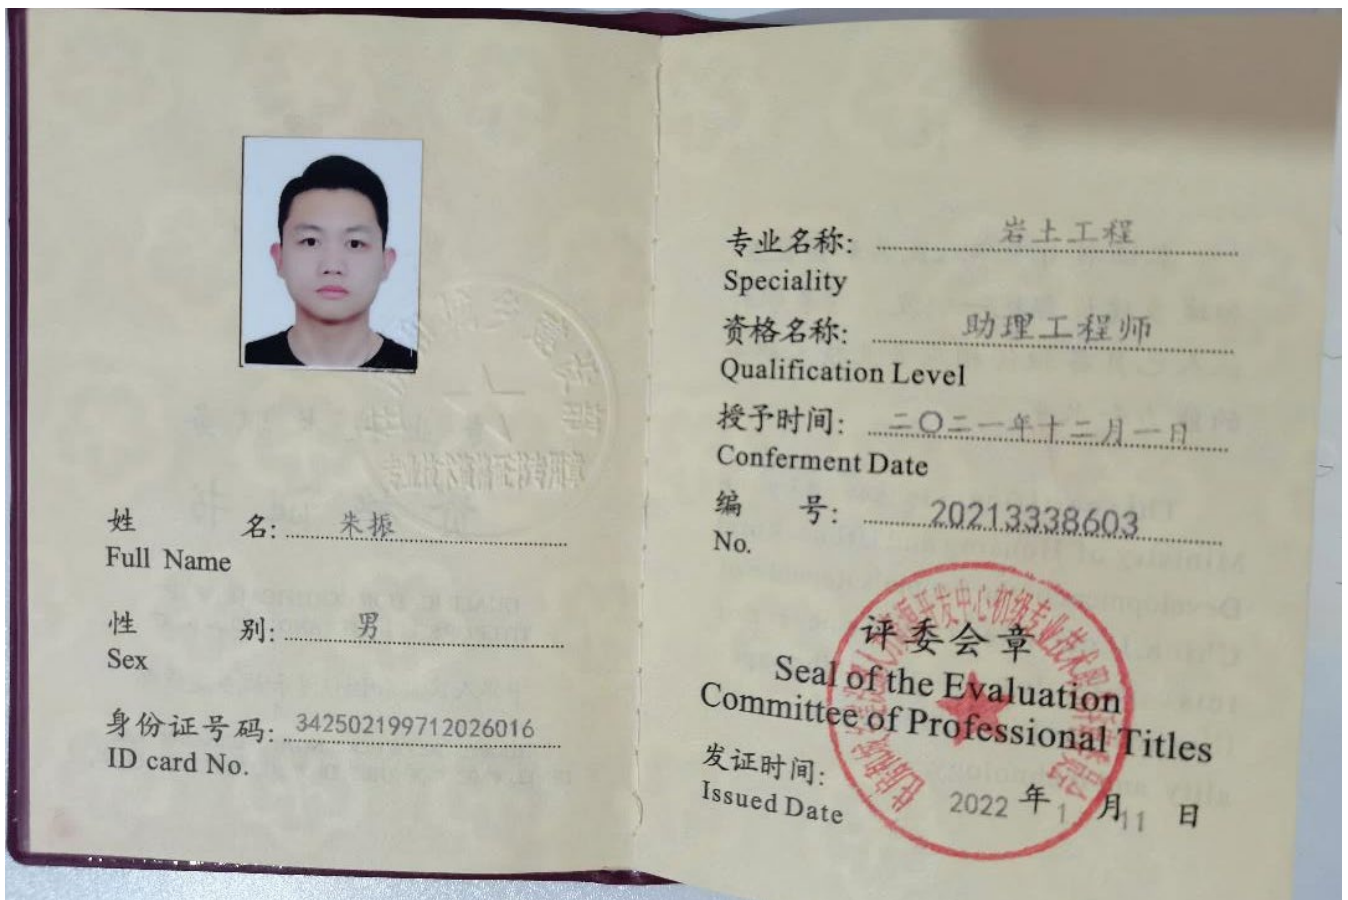 姓 名: 朱振
Full Name
性 别: 男
Sex
身份证号码: 342502199712026016
ID card No.
专业名称: 岩土工程
Speciality
资格名称: 助理工程师
Qualification Level
授予时间: 二〇二一年十二月一日
Conferment Date
编 号: 20213338603
No.
评委会章
Seal of the Evaluation
Committee of Professional Titles
发证时间:
Issued Date
2022 年 1 月 11 日